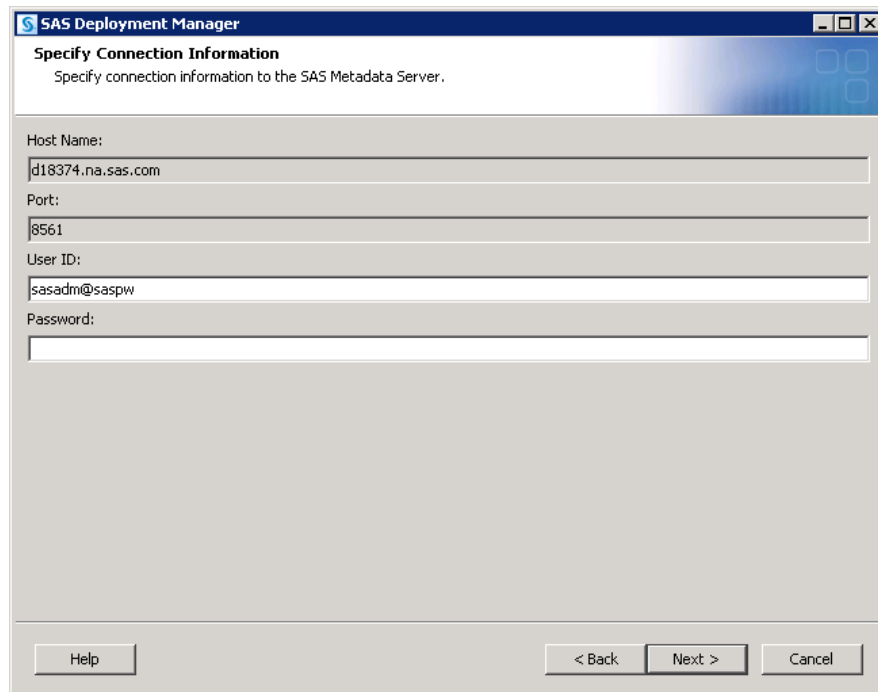 SAS Deployment Manager
Specify Connection Information
Specify connection information to the SAS Metadata Server.
Host Name:
d18374.na.sas.com
Port:
8561
User ID:
sasadm@saspw
Password:
Help
< Back
Next >
Cancel